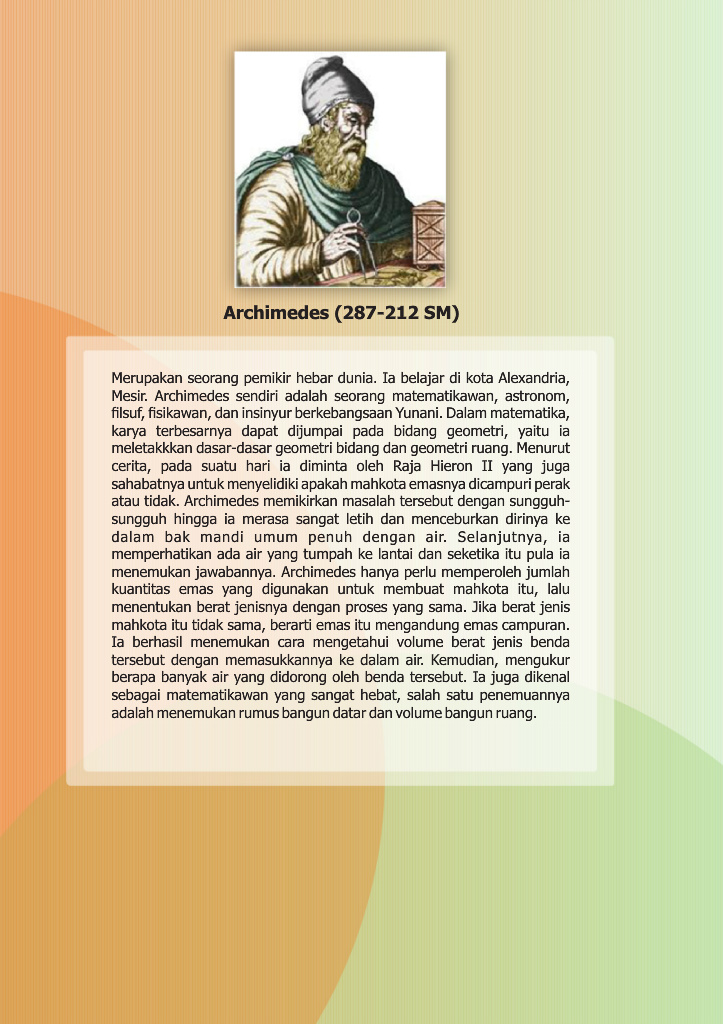 Archimedes (287-212 SM)
Merupakan seorang pemikir hebar dunia. Ia belajar di kota Alexandria,
Mesir. Archimedes sendiri adalah seorang matematikawan, astronom,
filsuf, fisikawan, dan insinyur berkebangsaan Yunani. Dalam matematika,
karya terbesarnya dapat dijumpai pada bidang geometri, yaitu ia
meletakkkan dasar-dasar geometri bidang dan geometri ruang. Menurut
cerita, pada suatu hari ia diminta oleh Raja Hieron II yang juga
sahabatnya untuk menyelidiki apakah mahkota emasnya dicampuri perak
atau tidak. Archimedes memikirkan masalah tersebut dengan sungguh-
sungguh hingga ia merasa sangat letih dan menceburkan dirinya ke
dalam bak mandi umum penuh dengan air. Selanjutnya, ia
memperhatikan ada air yang tumpah ke lantai dan seketika itu pula ia
menemukan jawabannya. Archimedes hanya perlu memperoleh jumlah
kuantitas emas yang digunakan untuk membuat mahkota itu, lalu
menentukan berat jenisnya dengan proses yang sama. Jika berat jenis
mahkota itu tidak sama, berarti emas itu mengandung emas campuran.
Ia berhasil menemukan cara mengetahui volume berat jenis benda
tersebut dengan memasukkannya ke dalam air. Kemudian, mengukur
berapa banyak air yang didorong oleh benda tersebut. Ia juga dikenal
sebagai matematikawan yang sangat hebat, salah satu penemuannya
adalah menemukan rumus bangun datar dan volume bangun ruang.